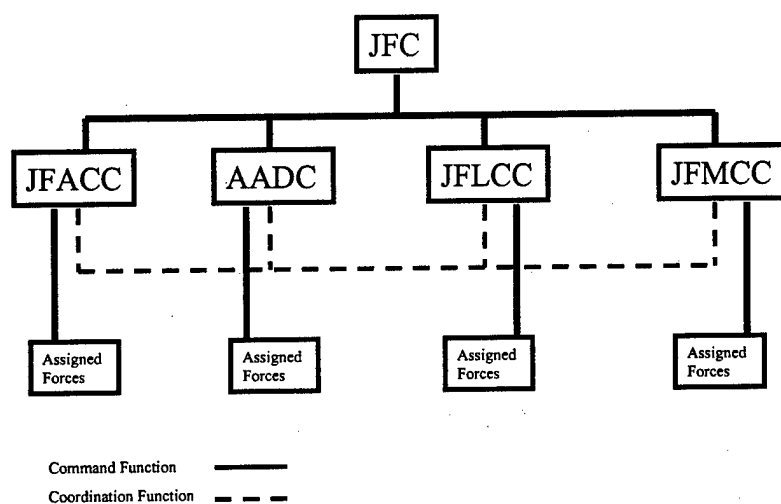 JFC
JFACC
AADC
JFLCC
JFMCC
Assigned
Forces
Assigned
Forces
Assigned
Forces
Assigned
Forces
Command Function
Coordination Function